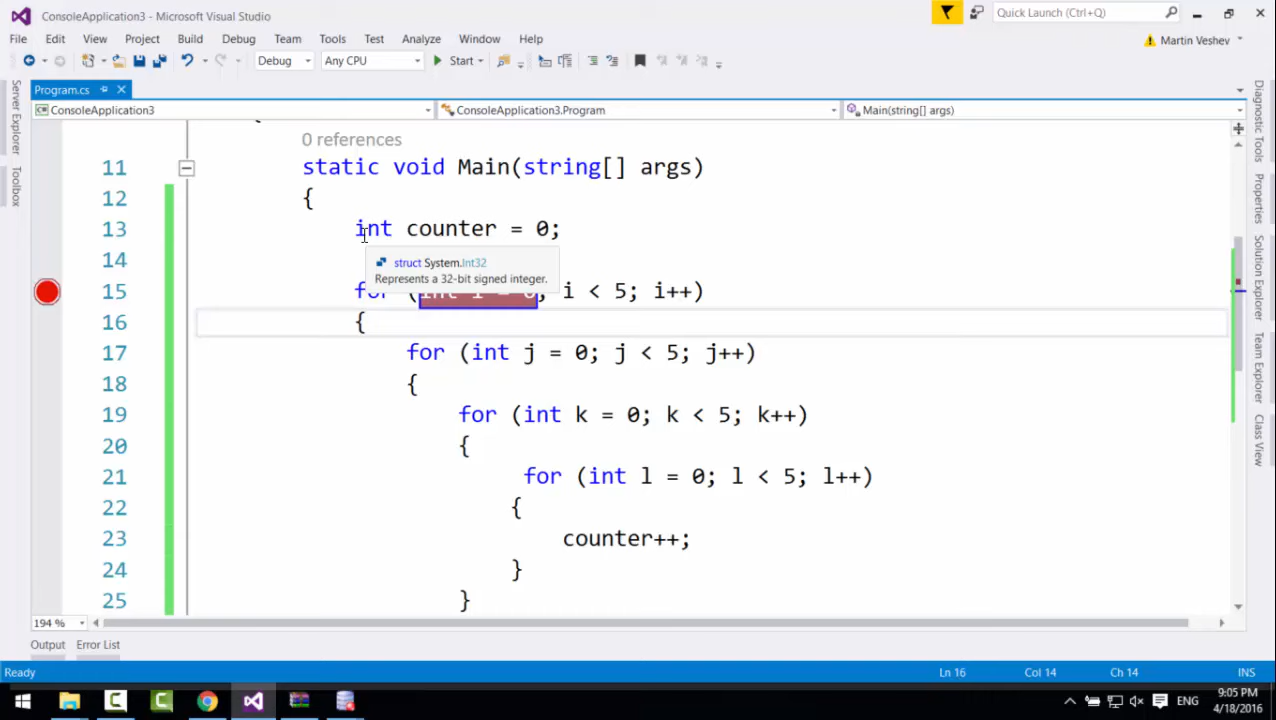 ConsoleApplication3 - Microsoft Visual Studio
Quick Launch (Ctrl+Q)
File Edit View Project Build Debug Team Tools Test Analyze Window Help
Martin Veshev
Debug Any CPU Start
Server Explorer
Toolbox
Program.cs
ConsoleApplication3 ConsoleApplication3.Program Main(string[] args)
0 references
11 static void Main(string[] args)
12 {
13 int counter = 0;
14
struct System.Int32
Represents a 32-bit signed integer.
15 for (int i = 0; i < 5; i++)
16 {
17 for (int j = 0; j < 5; j++)
18 {
19 for (int k = 0; k < 5; k++)
20 {
21 for (int l = 0; l < 5; l++)
22 {
23 counter++;
24 }
25 }
Diagnostic Tools
Properties
Solution Explorer
Team Explorer
Class View
194 %
Output Error List
Ready Ln 16 Col 14 Ch 14 INS
ENG
9:05 PM
4/18/2016